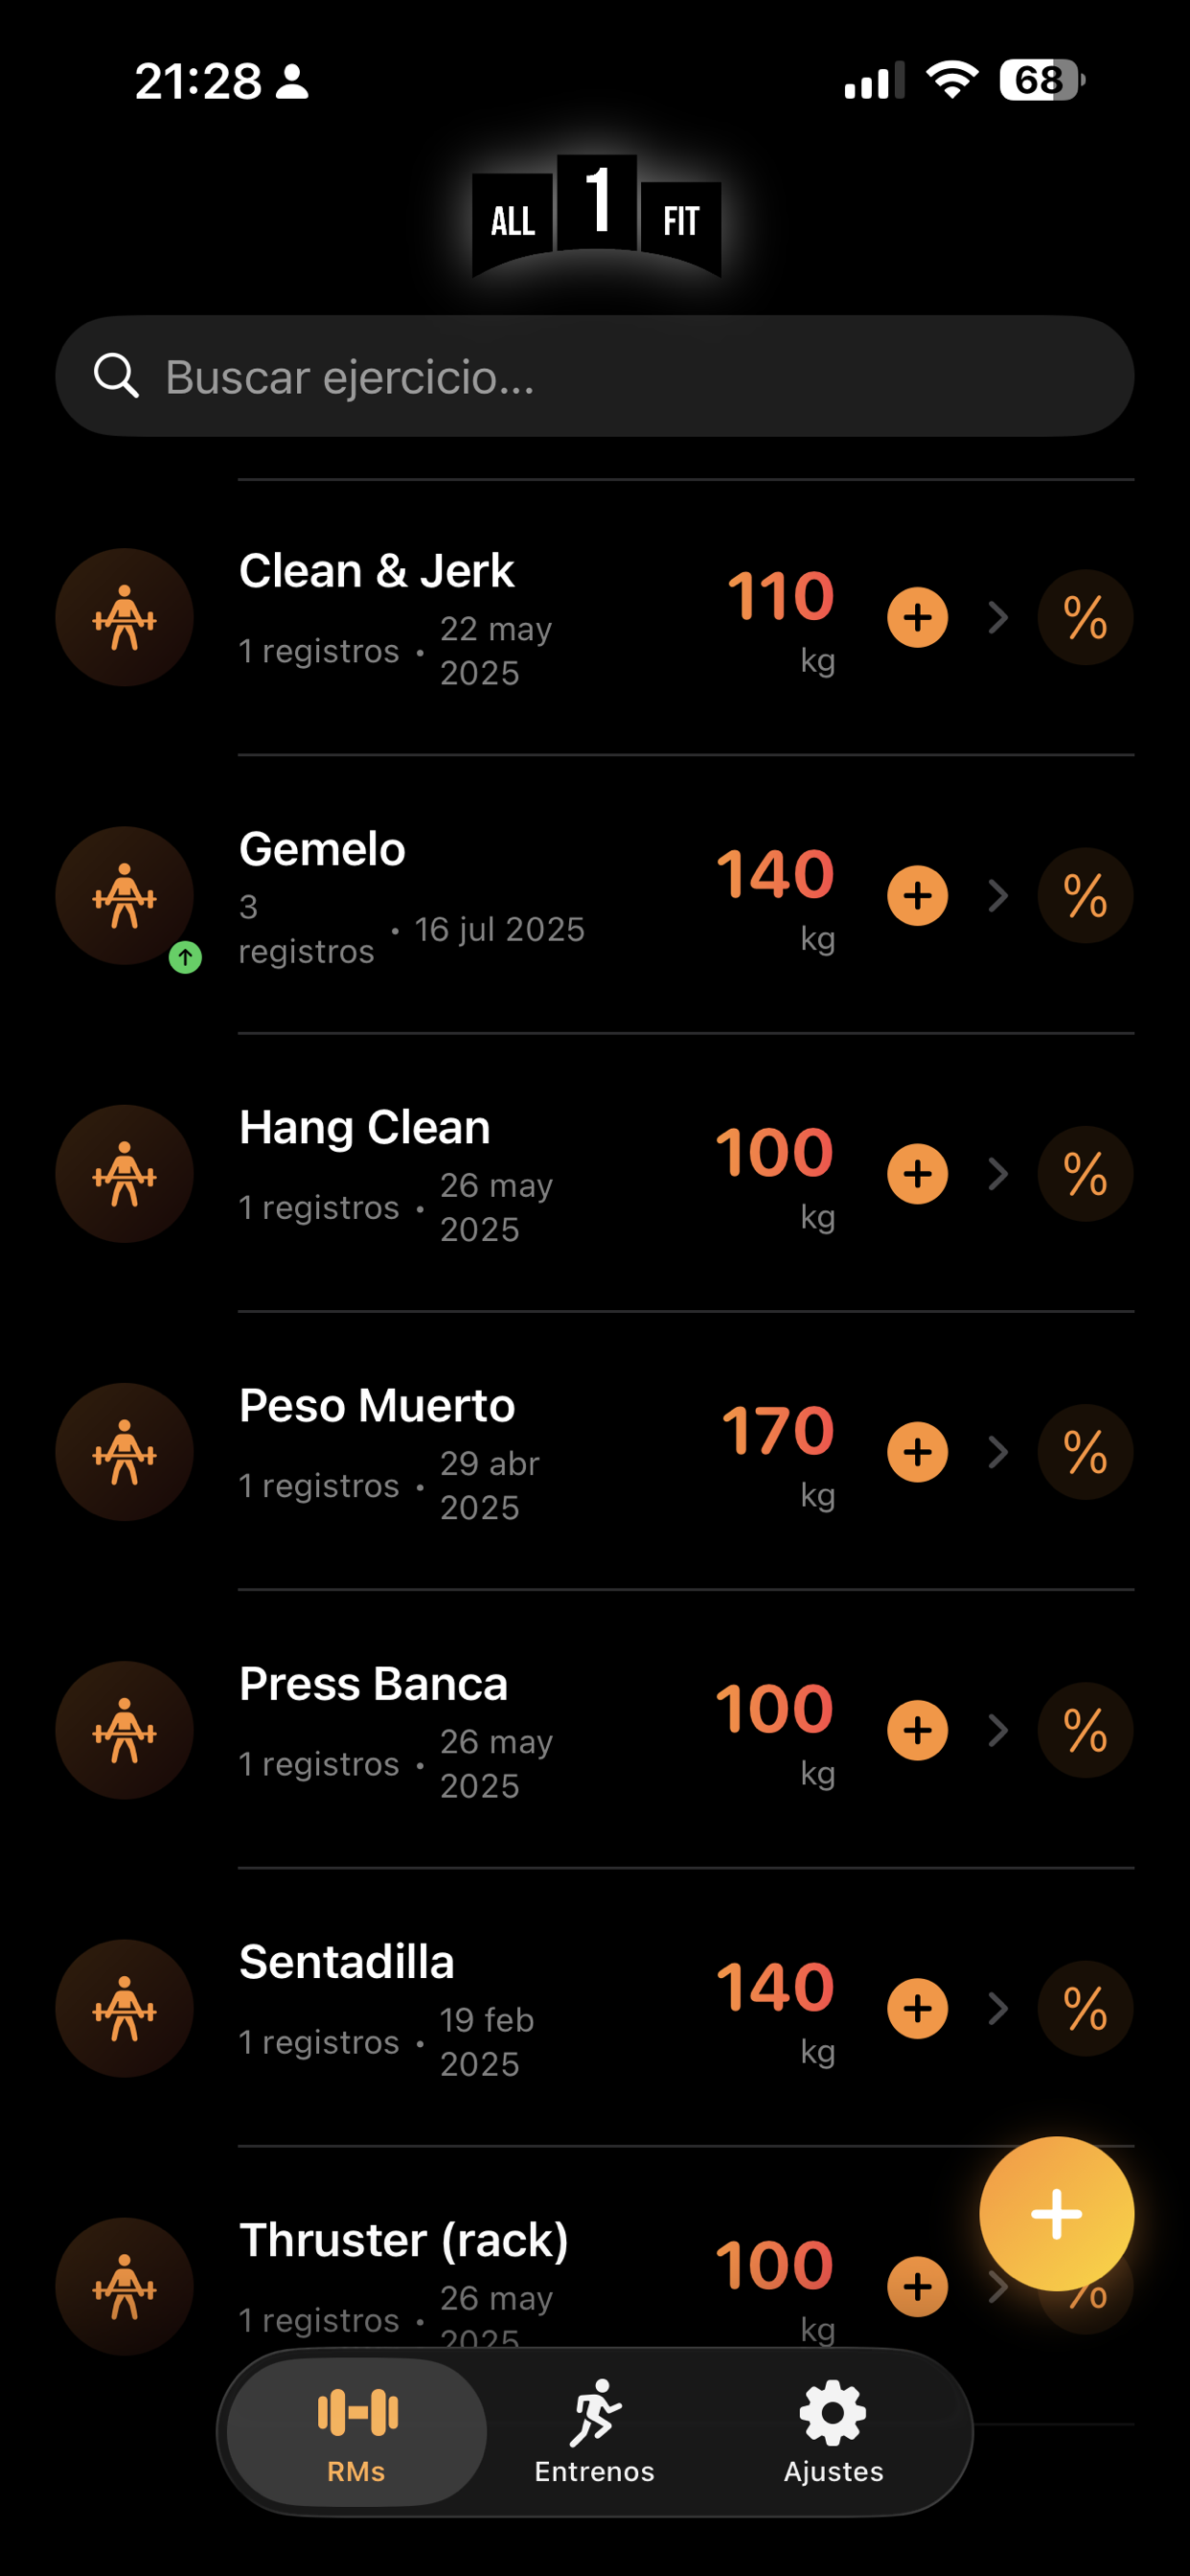 21:28
68
ALL 1 FIT
Buscar ejercicio...
Clean & Jerk
1 registros • 22 may
2025
110
kg
%
Gemelo
3
registros • 16 jul 2025
140
kg
%
Hang Clean
1 registros • 26 may
2025
100
kg
%
Peso Muerto
1 registros • 29 abr
2025
170
kg
%
Press Banca
1 registros • 26 may
2025
100
kg
%
Sentadilla
1 registros • 19 feb
2025
140
kg
%
Thruster (rack)
1 registros • 26 may
2025
100
kg
%
RMs
Entrenos
Ajustes